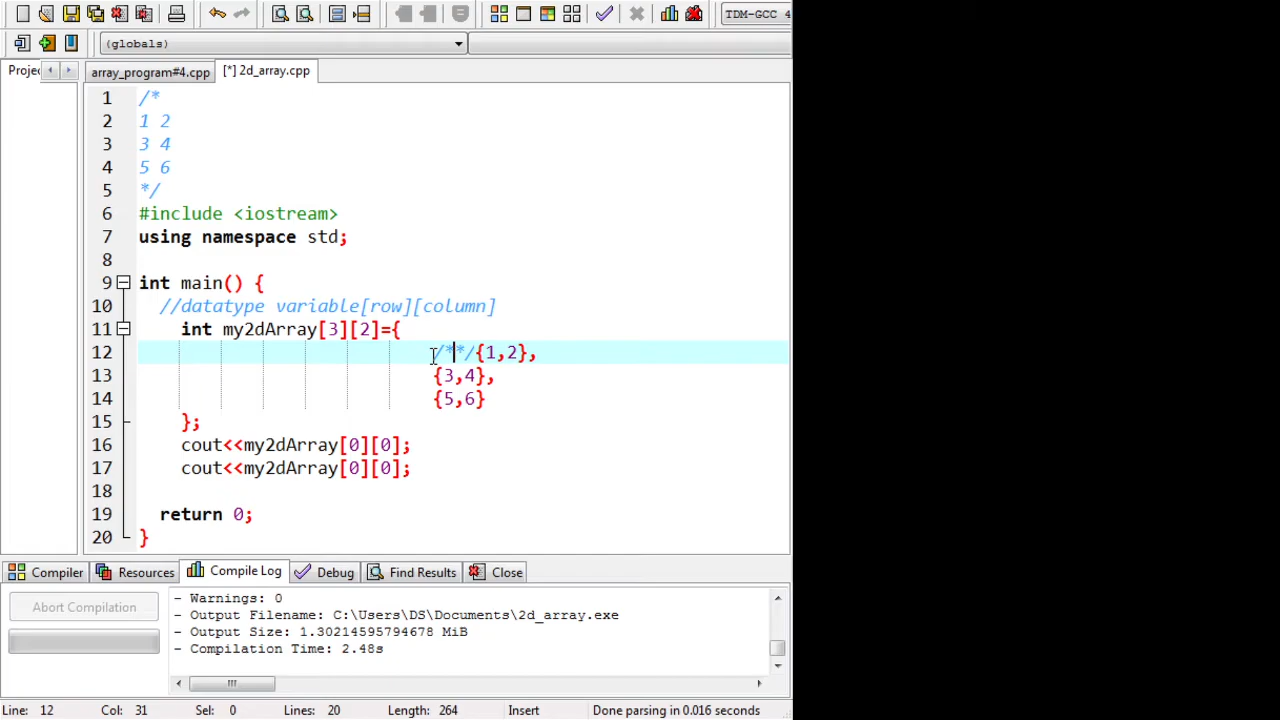 TDM-GCC 4
(globals)
Projec array_program#4.cpp [*] 2d_array.cpp
1 /*
2 1 2
3 3 4
4 5 6
5 */
6 #include <iostream>
7 using namespace std;
8
9 int main() {
10 //datatype variable[row][column]
11 int my2dArray[3][2]={
12 /**/{1,2},
13 {3,4},
14 {5,6}
15 };
16 cout<<my2dArray[0][0];
17 cout<<my2dArray[0][0];
18
19 return 0;
20 }
Compiler Resources Compile Log Debug Find Results Close
Abort Compilation
- Warnings: 0
- Output Filename: C:\Users\DS\Documents\2d_array.exe
- Output Size: 1.30214595794678 MiB
- Compilation Time: 2.48s
Line: 12 Col: 31 Sel: 0 Lines: 20 Length: 264 Insert Done parsing in 0.016 seconds